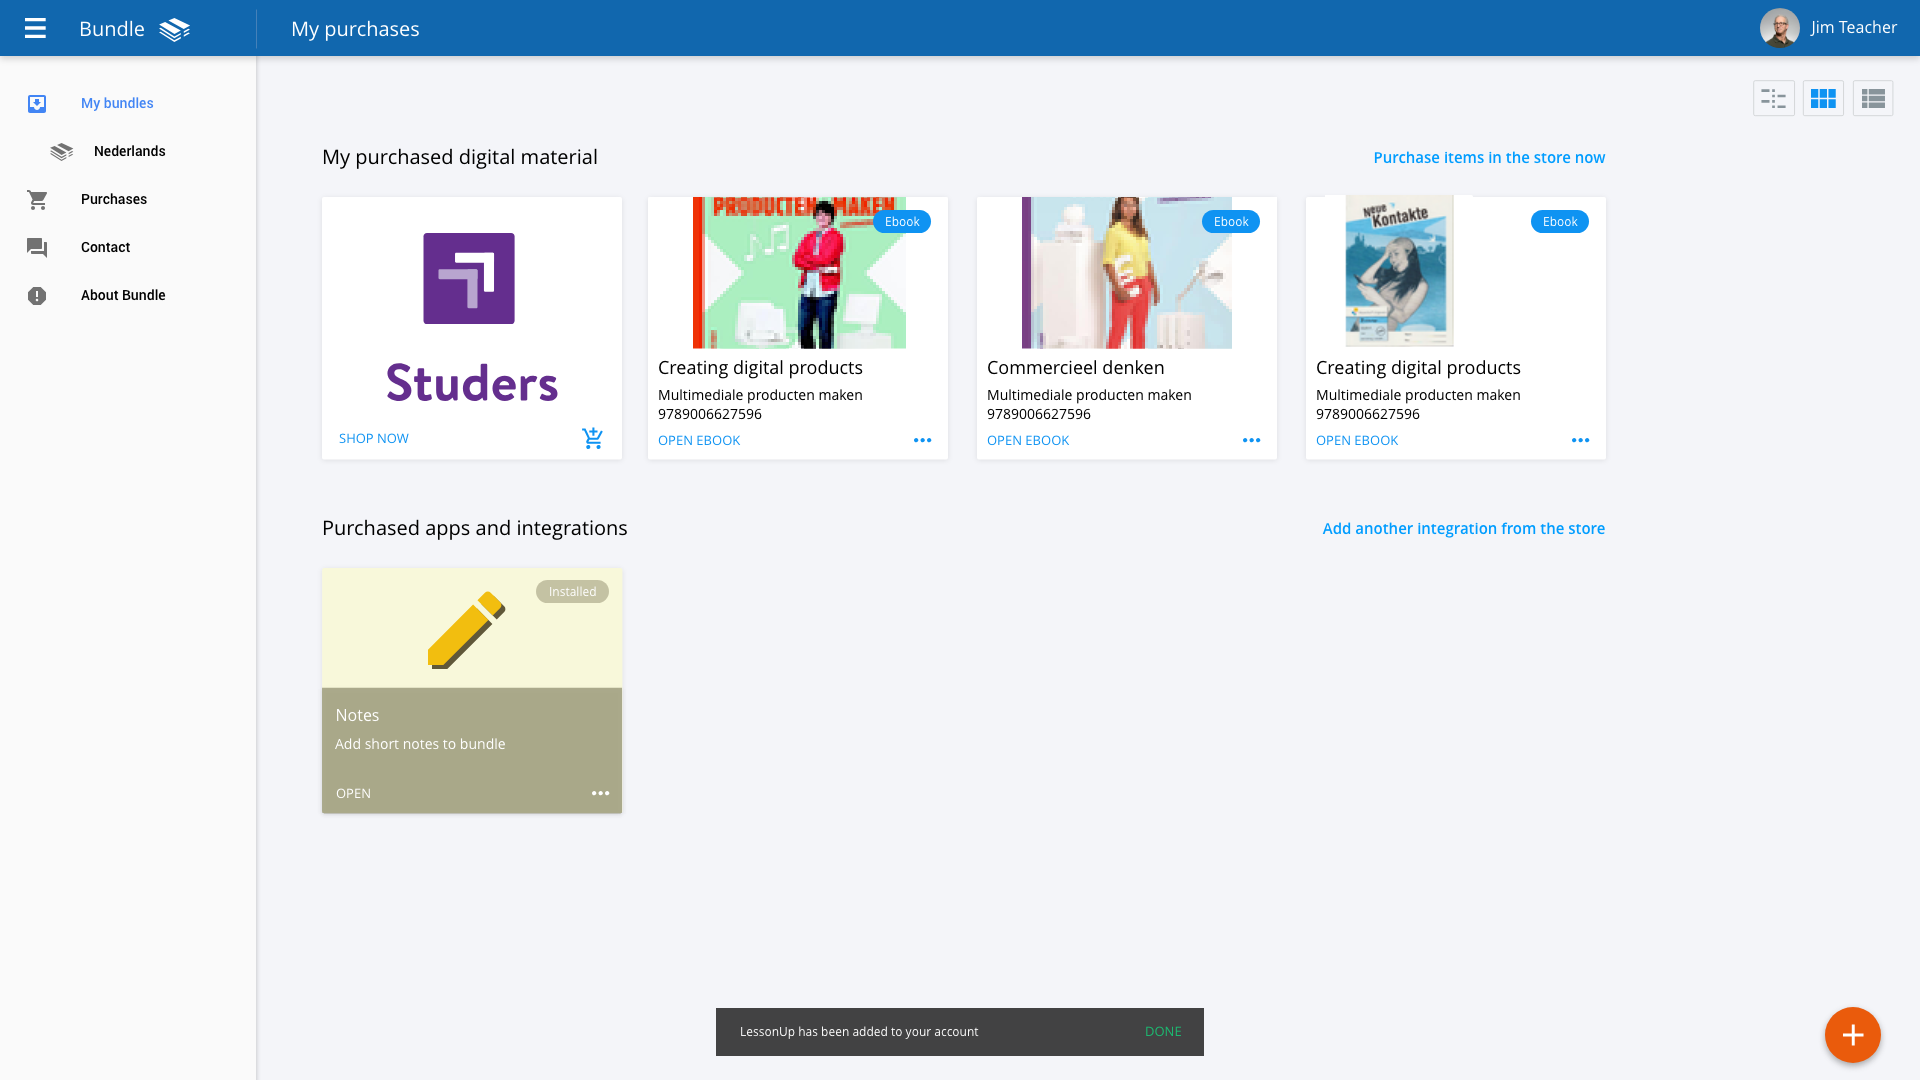 Bundle
My purchases
Jim Teacher
My bundles
Nederlands
Purchases
Contact
About Bundle
My purchased digital material
Purchase items in the store now
Studers
SHOP NOW
PRODUCTEN MAKEN
Ebook
Creating digital products
Multimediale producten maken
9789006627596
OPEN EBOOK
Ebook
Commercieel denken
Multimediale producten maken
9789006627596
OPEN EBOOK
Neue
Kontakte
Ebook
Creating digital products
Multimediale producten maken
9789006627596
OPEN EBOOK
Purchased apps and integrations
Add another integration from the store
Installed
Notes
Add short notes to bundle
OPEN
LessonUp has been added to your account
DONE